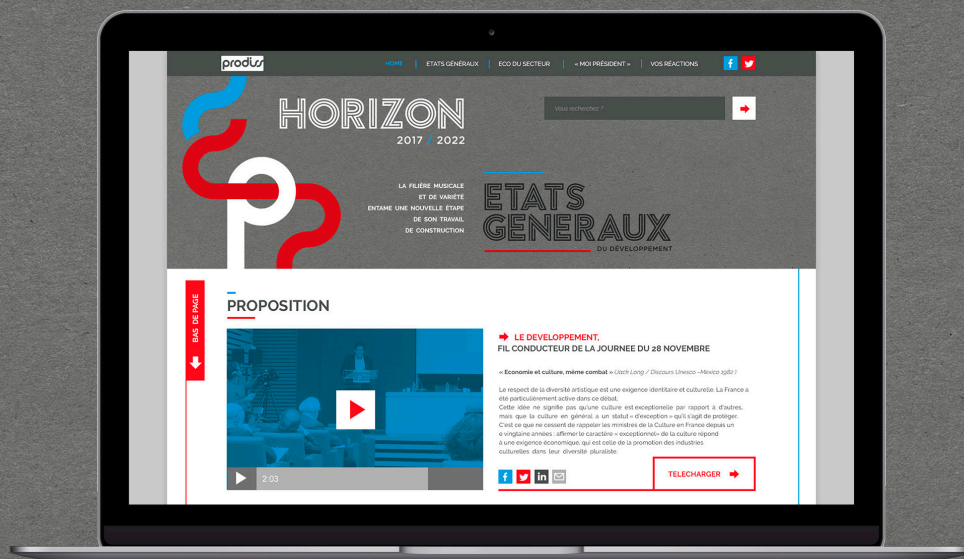 prodiss
HOME
ETATS GÉNÉRAUX
ECO DU SECTEUR
« MOI PRÉSIDENT »
VOS RÉACTIONS
HORIZON
2017 / 2022
Vous recherchez ?
LA FILIÈRE MUSICALE
ET DE VARIÉTÉ
ENTAME UNE NOUVELLE ÉTAPE
DE SON TRAVAIL
DE CONSTRUCTION
ETATS
GENERAUX
DU DÉVELOPPEMENT
BAS DE PAGE
PROPOSITION
2:03
LE DEVELOPPEMENT,
FIL CONDUCTEUR DE LA JOURNEE DU 28 NOVEMBRE
« Economie et culture, même combat » (Jack Long / Discours Unesco -Mexico 1982 )
Le respect de la diversité artistique est une exigence identitaire et culturelle. La France a
été particulièrement active dans ce débat.
Cette idée ne signifie pas qu'une culture est exceptionelle par rapport à d'autres,
mais que la culture en général a un statut « d'exception » qu'il s'agit de protéger.
C'est ce que ne cessent de rappeler les ministres de la Culture en France depuis un
e vingtaine années : affirmer le caractère « exceptionnel» de la culture répond
à une exigence économique, qui est celle de la promotion des industries
culturelles dans leur diversité pluraliste.
TELECHARGER